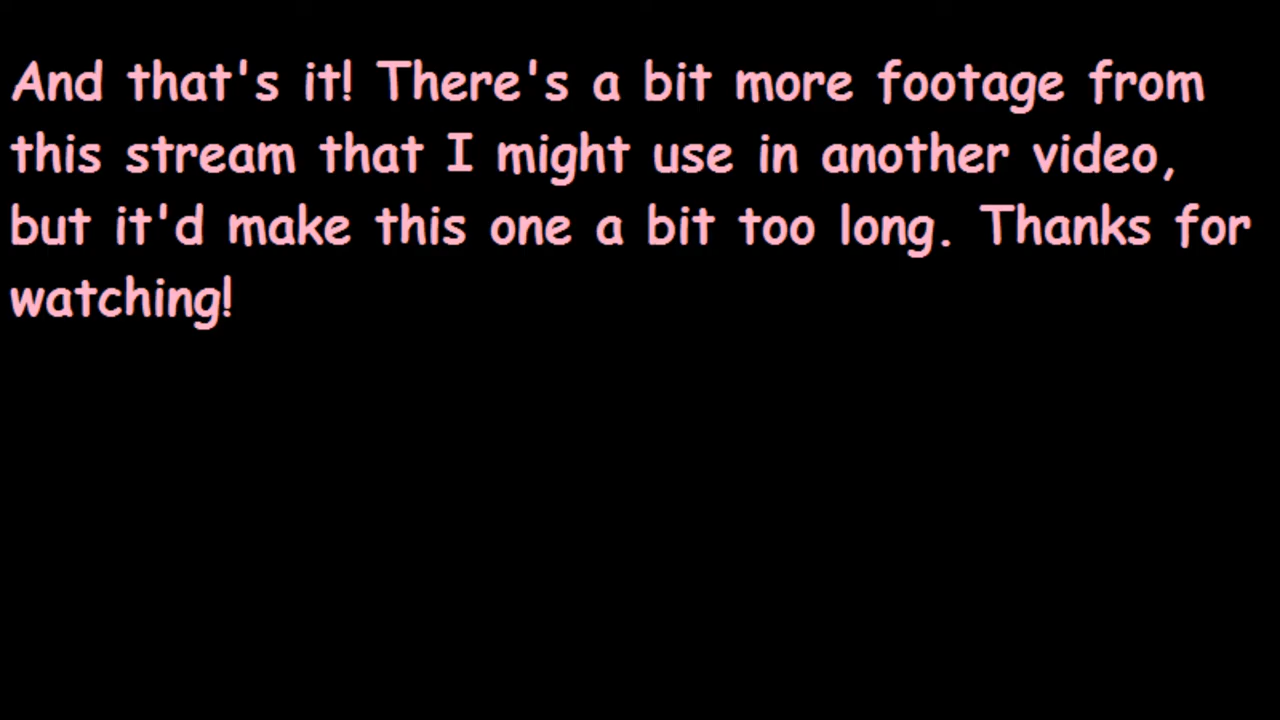 And that's it! There's a bit more footage from
this stream that I might use in another video,
but it'd make this one a bit too long. Thanks for
watching!